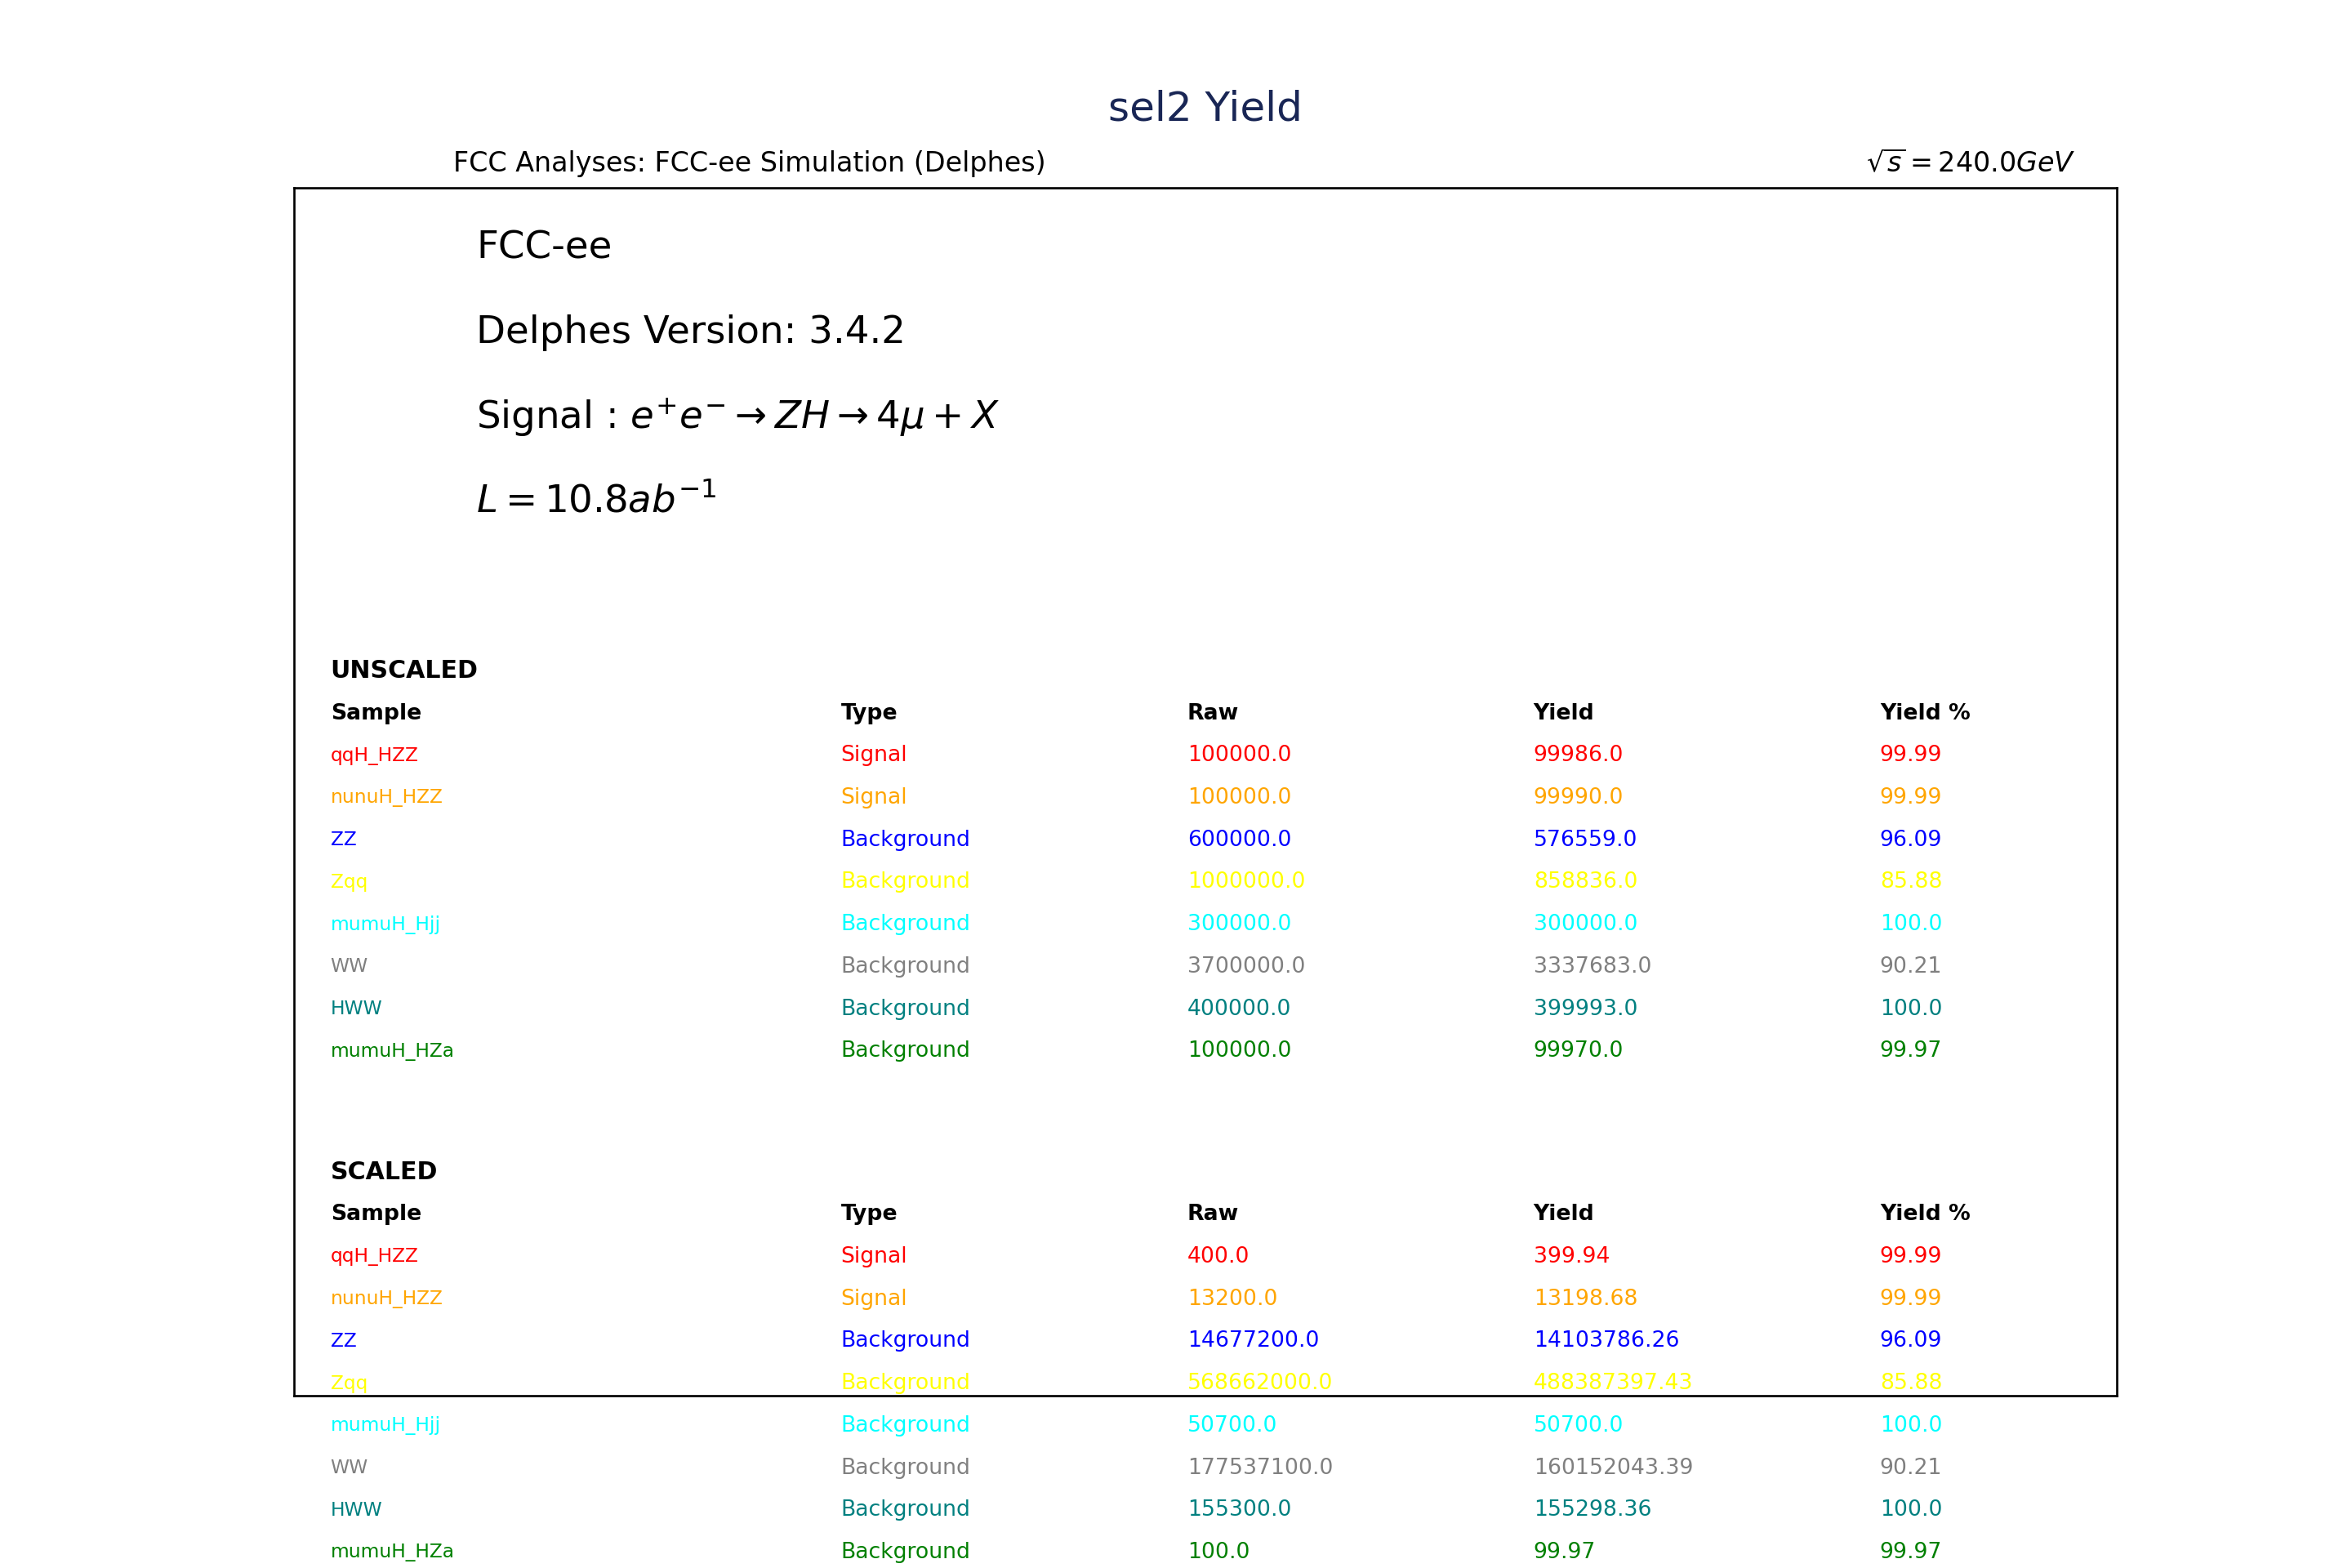 sel2 Yield
FCC Analyses: FCC-ee Simulation (Delphes) √s = 240.0GeV
FCC-ee
Delphes Version: 3.4.2
Signal : e⁺e⁻ → ZH → 4μ + X
L = 10.8ab⁻¹
UNSCALED
Sample Type Raw Yield Yield %
qqH_HZZ Signal 100000.0 99986.0 99.99
nunuH_HZZ Signal 100000.0 99990.0 99.99
ZZ Background 600000.0 576559.0 96.09
Zqq Background 1000000.0 858836.0 85.88
mumuH_Hjj Background 300000.0 300000.0 100.0
WW Background 3700000.0 3337683.0 90.21
HWW Background 400000.0 399993.0 100.0
mumuH_HZa Background 100000.0 99970.0 99.97
SCALED
Sample Type Raw Yield Yield %
qqH_HZZ Signal 400.0 399.94 99.99
nunuH_HZZ Signal 13200.0 13198.68 99.99
ZZ Background 14677200.0 14103786.26 96.09
Zqq Background 568662000.0 488387397.43 85.88
mumuH_Hjj Background 50700.0 50700.0 100.0
WW Background 177537100.0 160152043.39 90.21
HWW Background 155300.0 155298.36 100.0
mumuH_HZa Background 100.0 99.97 99.97